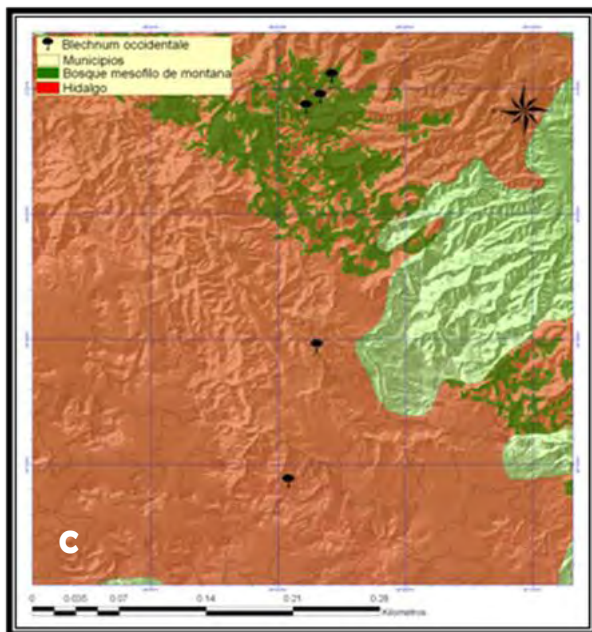 Blechnum occidentale
Municipios
Bosque mesofilo de montana
Hidalgo
C
0 0.035 0.07 0.14 0.21 0.28
Kilometros